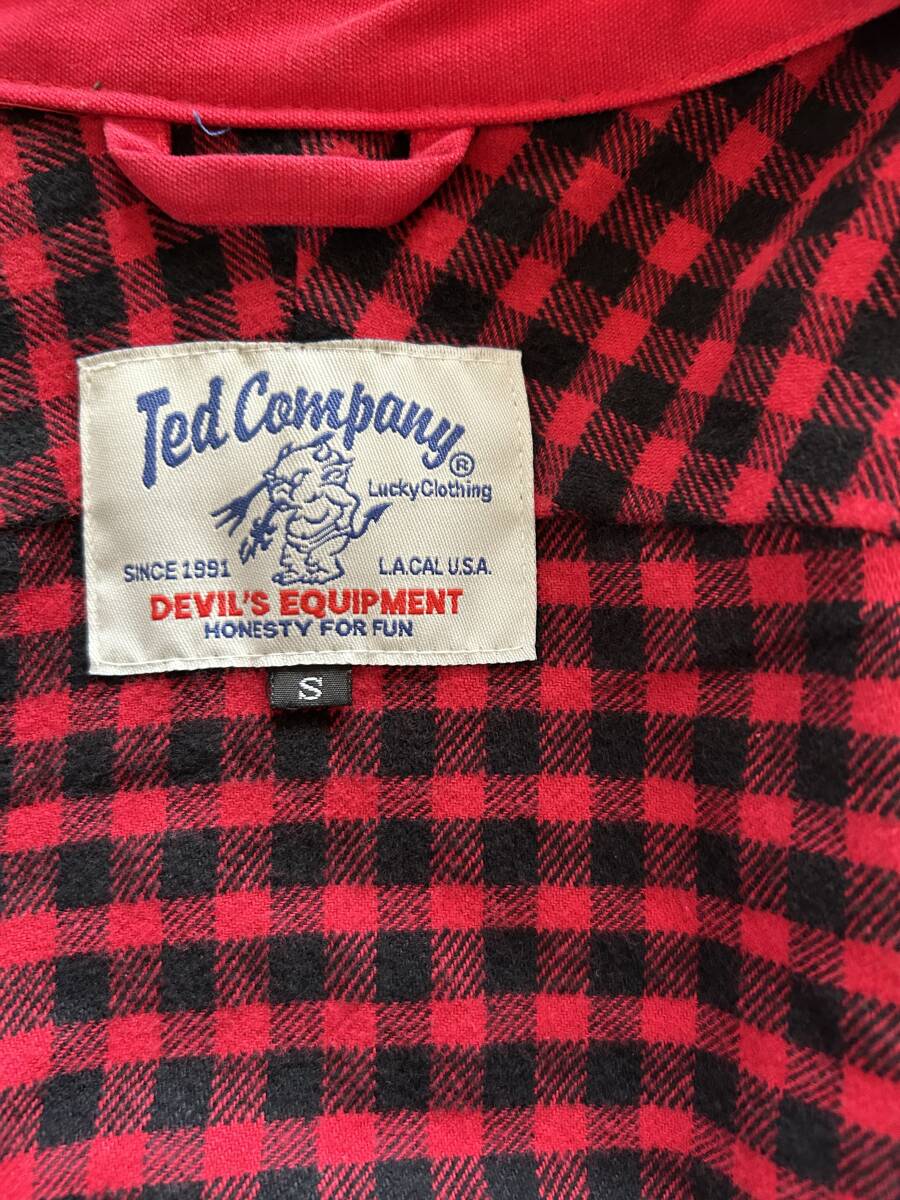 Ted Company®
LuckyClothing
SINCE 1991 L.A.CAL U.S.A.
DEVIL'S EQUIPMENT
HONESTY FOR FUN
S